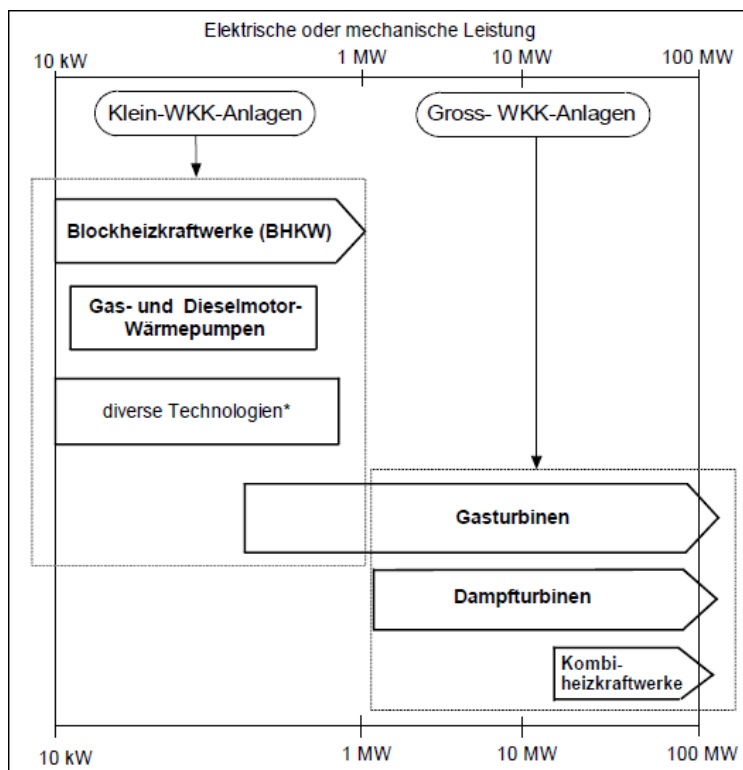 Elektrische oder mechanische Leistung
10 kW 1 MW 10 MW 100 MW
Klein-WKK-Anlagen Gross- WKK-Anlagen
Blockheizkraftwerke (BHKW)
Gas- und Dieselmotor-
Wärmepumpen
diverse Technologien*
Gasturbinen
Dampfturbinen
Kombi-
heizkraftwerke
10 kW 1 MW 10 MW 100 MW